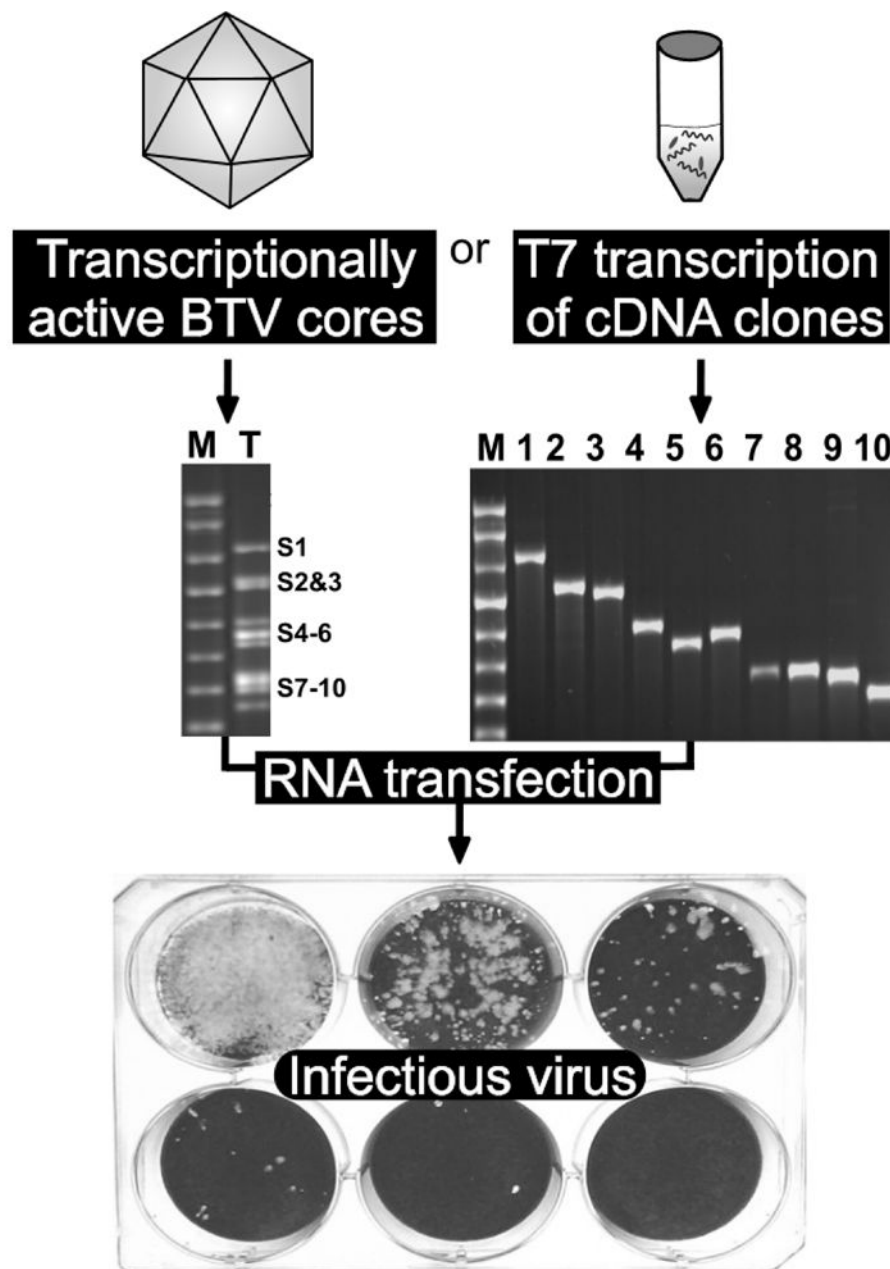 Transcriptionally
active BTV cores
or
T7 transcription
of cDNA clones
M T
S1
S2&3
S4-6
S7-10
M 1 2 3 4 5 6 7 8 9 10
RNA transfection
Infectious virus